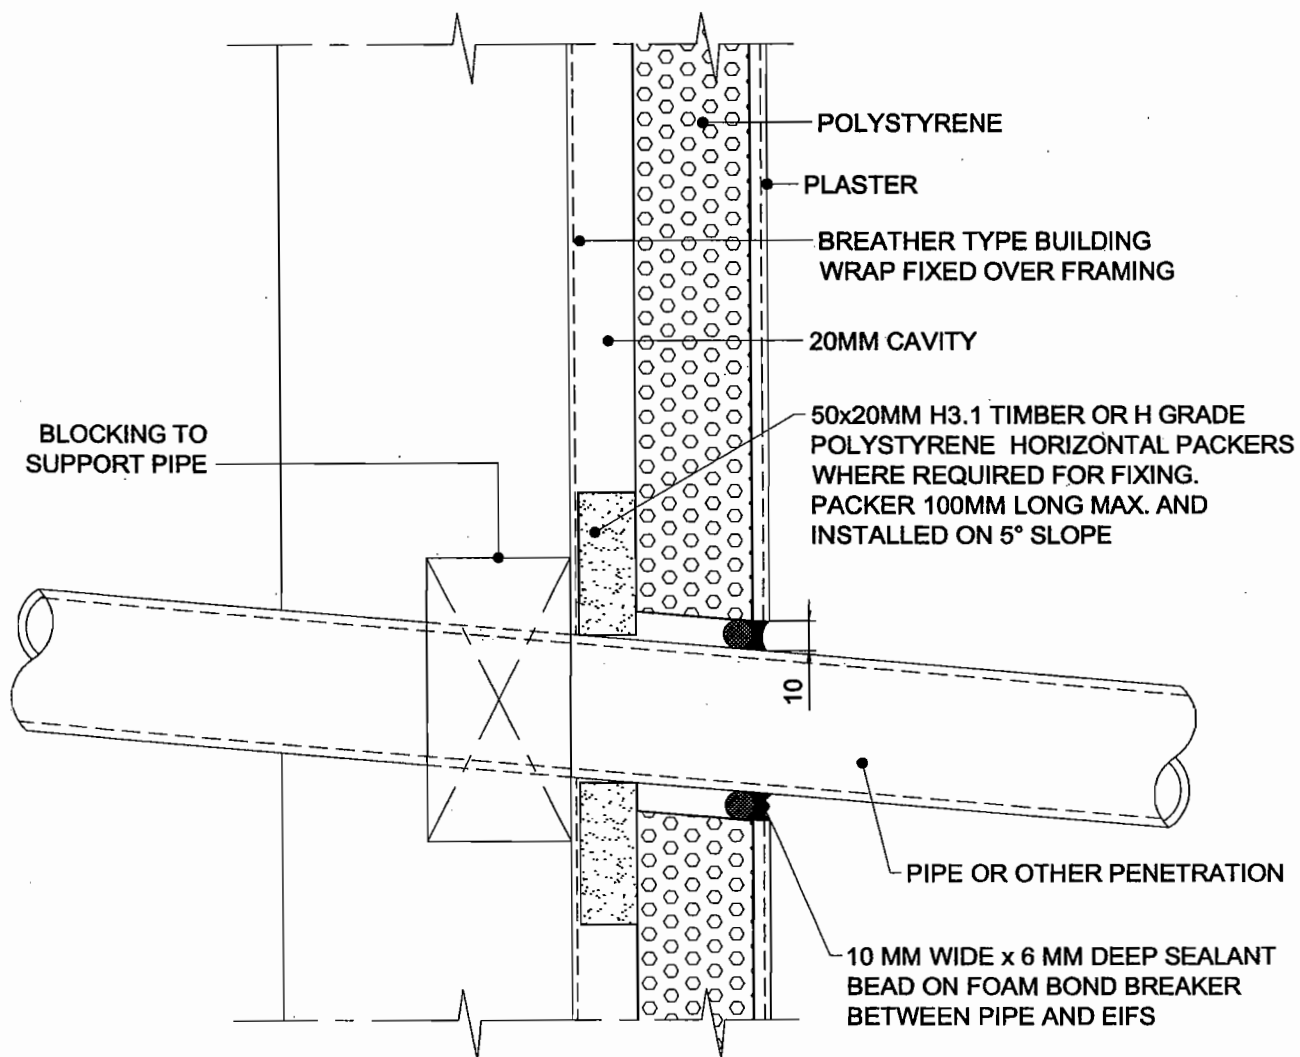 POLYSTYRENE
PLASTER
BREATHER TYPE BUILDING
WRAP FIXED OVER FRAMING
20MM CAVITY
50x20MM H3.1 TIMBER OR H GRADE
POLYSTYRENE HORIZONTAL PACKERS
WHERE REQUIRED FOR FIXING.
PACKER 100MM LONG MAX. AND
INSTALLED ON 5° SLOPE
BLOCKING TO
SUPPORT PIPE
10
PIPE OR OTHER PENETRATION
10 MM WIDE x 6 MM DEEP SEALANT
BEAD ON FOAM BOND BREAKER
BETWEEN PIPE AND EIFS